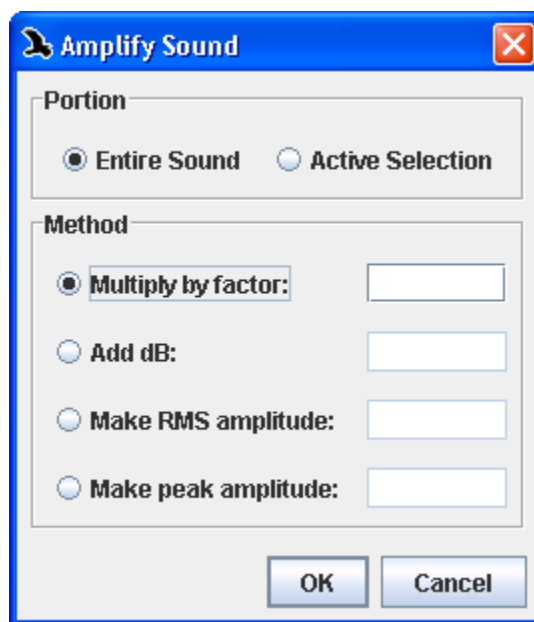 Amplify Sound
Portion
Entire Sound Active Selection
Method
Multiply by factor:
Add dB:
Make RMS amplitude:
Make peak amplitude:
OK Cancel